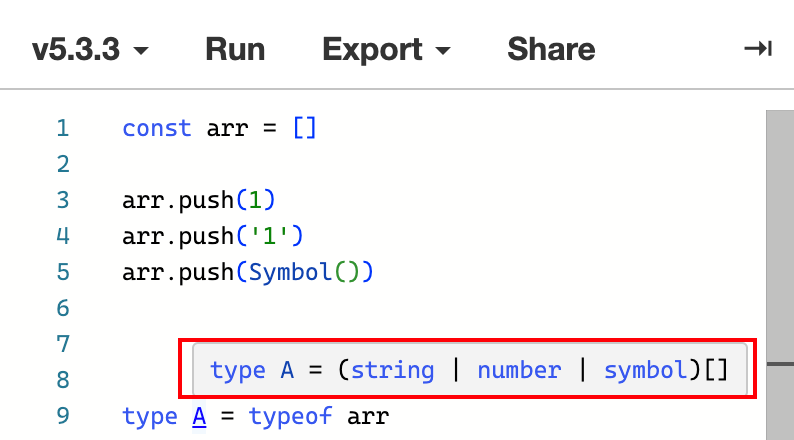 v5.3.3 Run Export Share
1 const arr = []
2
3 arr.push(1)
4 arr.push('1')
5 arr.push(Symbol())
6
7
type A = (string | number | symbol)[]
8
9 type A = typeof arr